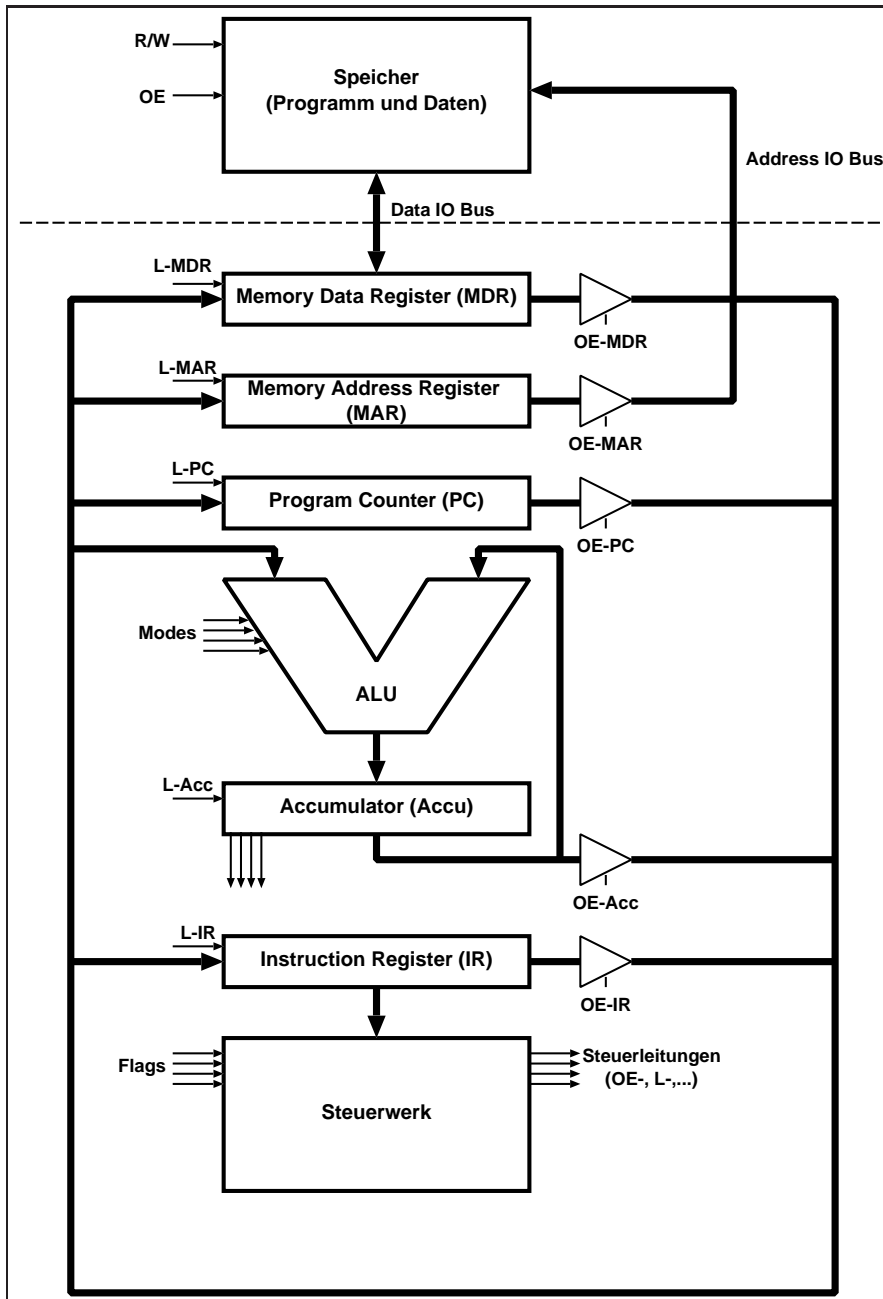 R/W
Speicher
(Programm und Daten)
OE
Address IO Bus
Data IO Bus
L-MDR
Memory Data Register (MDR)
OE-MDR
L-MAR
Memory Address Register
(MAR)
OE-MAR
L-PC
Program Counter (PC)
OE-PC
Modes
ALU
L-Acc
Accumulator (Accu)
OE-Acc
L-IR
Instruction Register (IR)
OE-IR
Flags
Steuerleitungen
(OE-, L-,...)
Steuerwerk